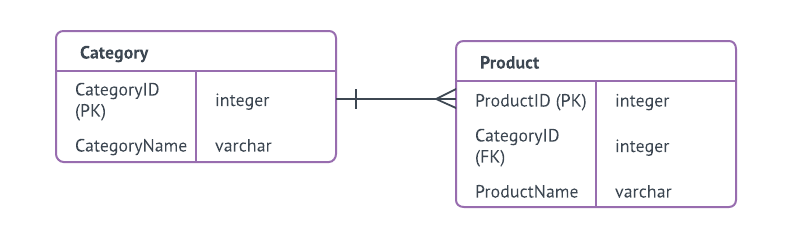 Category
CategoryID
(PK)
integer
CategoryName
varchar
Product
ProductID (PK)
integer
CategoryID
(FK)
integer
ProductName
varchar